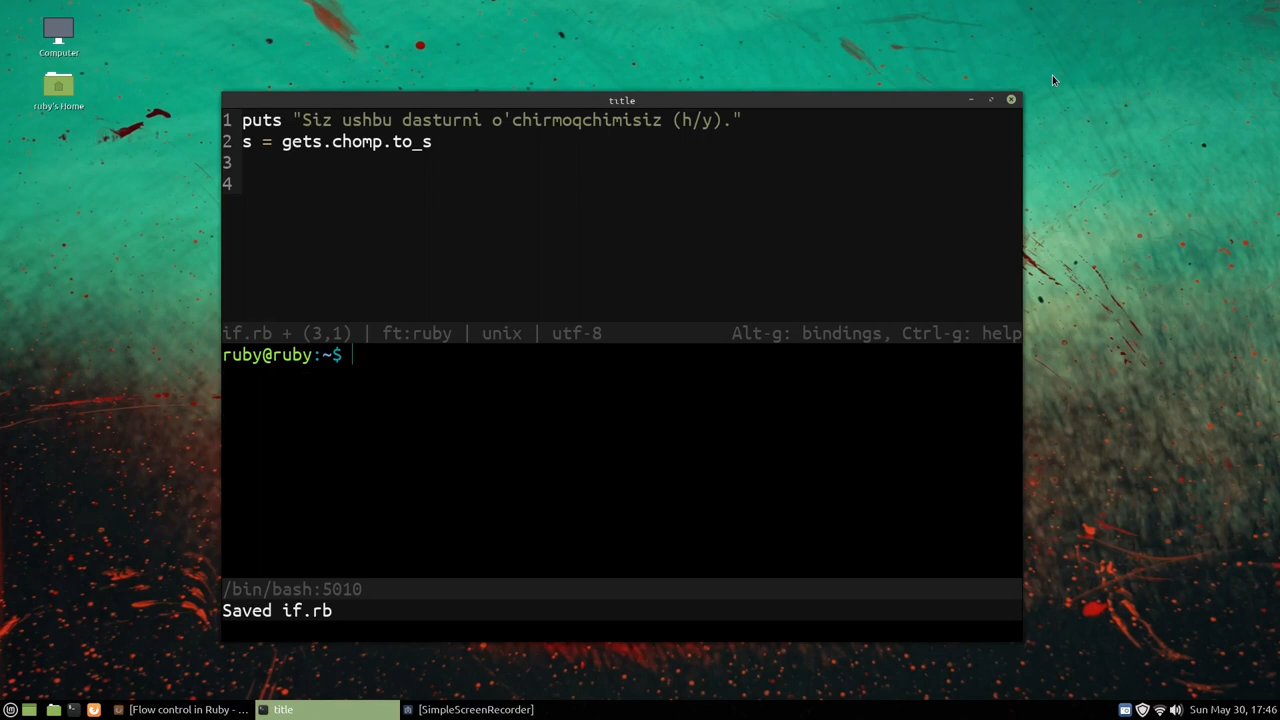 Computer
ruby's Home
title
1 puts "Siz ushbu dasturni o'chirmoqchimisiz (h/y)."
2 s = gets.chomp.to_s
3
4
if.rb + (3,1) | ft:ruby | unix | utf-8 Alt-g: bindings, Ctrl-g: help
ruby@ruby:~$
/bin/bash:5010
Saved if.rb
[Flow control in Ruby - ... title [SimpleScreenRecorder] Sun May 30, 17:46